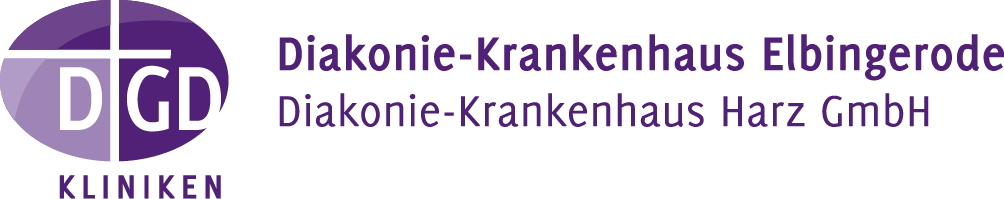 DGD
KLINIKEN
Diakonie-Krankenhaus Elbingerode
Diakonie-Krankenhaus Harz GmbH